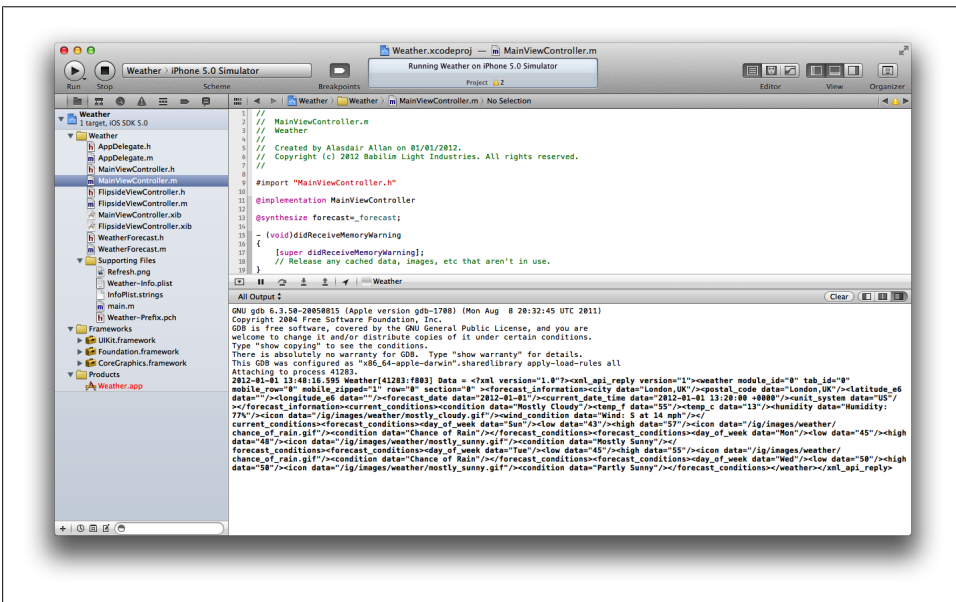 Weather.xcodeproj — MainViewController.m
Run
Stop
Weather › iPhone 5.0 Simulator
Scheme
Breakpoints
Running Weather on iPhone 5.0 Simulator
Project 2
Editor
View
Organizer
Weather › Weather › MainViewController.m › No Selection
Weather
1 target, iOS SDK 5.0
Weather
AppDelegate.h
AppDelegate.m
MainViewController.h
MainViewController.m
FlipsideViewController.h
FlipsideViewController.m
MainViewController.xib
FlipsideViewController.xib
WeatherForecast.h
WeatherForecast.m
Supporting Files
Refresh.png
Weather-Info.plist
InfoPlist.strings
main.m
Weather-Prefix.pch
Frameworks
UIKit.framework
Foundation.framework
CoreGraphics.framework
Products
Weather.app
1 //
2 //  MainViewController.m
3 //  Weather
4 //
5 //  Created by Alasdair Allan on 01/01/2012.
6 //  Copyright (c) 2012 Babilim Light Industries. All rights reserved.
7 //
8
9 #import "MainViewController.h"
10
11 @implementation MainViewController
12
13 @synthesize forecast=_forecast;
14
15 - (void)didReceiveMemoryWarning
16 {
17     [super didReceiveMemoryWarning];
18     // Release any cached data, images, etc that aren't in use.
19 }
Weather
All Output
Clear
GNU gdb 6.3.50-20050815 (Apple version gdb-1708) (Mon Aug  8 20:32:45 UTC 2011)
Copyright 2004 Free Software Foundation, Inc.
GDB is free software, covered by the GNU General Public License, and you are
welcome to change it and/or distribute copies of it under certain conditions.
Type "show copying" to see the conditions.
There is absolutely no warranty for GDB.  Type "show warranty" for details.
This GDB was configured as "x86_64-apple-darwin".sharedlibrary apply-load-rules all
Attaching to process 41283.
2012-01-01 13:48:16.595 Weather[41283:f803] Data = <?xml version="1.0"?><xml_api_reply version="1"><weather module_id="0" tab_id="0"
mobile_row="0" mobile_zipped="1" row="0" section="0" ><forecast_information><city data="London,UK"/><postal_code data="London,UK"/><latitude_e6
data=""/><longitude_e6 data=""/><forecast_date data="2012-01-01"/><current_date_time data="2012-01-01 13:20:00 +0000"/><unit_system data="US"/
></forecast_information><current_conditions><condition data="Mostly Cloudy"/><temp_f data="55"/><temp_c data="13"/><humidity data="Humidity:
77%"/><icon data="/ig/images/weather/mostly_cloudy.gif"/><wind_condition data="Wind: S at 14 mph"/></
current_conditions><forecast_conditions><day_of_week data="Sun"/><low data="43"/><high data="57"/><icon data="/ig/images/weather/
chance_of_rain.gif"/><condition data="Chance of Rain"/></forecast_conditions><forecast_conditions><day_of_week data="Mon"/><low data="45"/><high
data="48"/><icon data="/ig/images/weather/mostly_sunny.gif"/><condition data="Mostly Sunny"/></
forecast_conditions><forecast_conditions><day_of_week data="Tue"/><low data="45"/><high data="55"/><icon data="/ig/images/weather/
chance_of_rain.gif"/><condition data="Chance of Rain"/></forecast_conditions><forecast_conditions><day_of_week data="Wed"/><low data="50"/><high
data="50"/><icon data="/ig/images/weather/mostly_sunny.gif"/><condition data="Partly Sunny"/></forecast_conditions></weather></xml_api_reply>